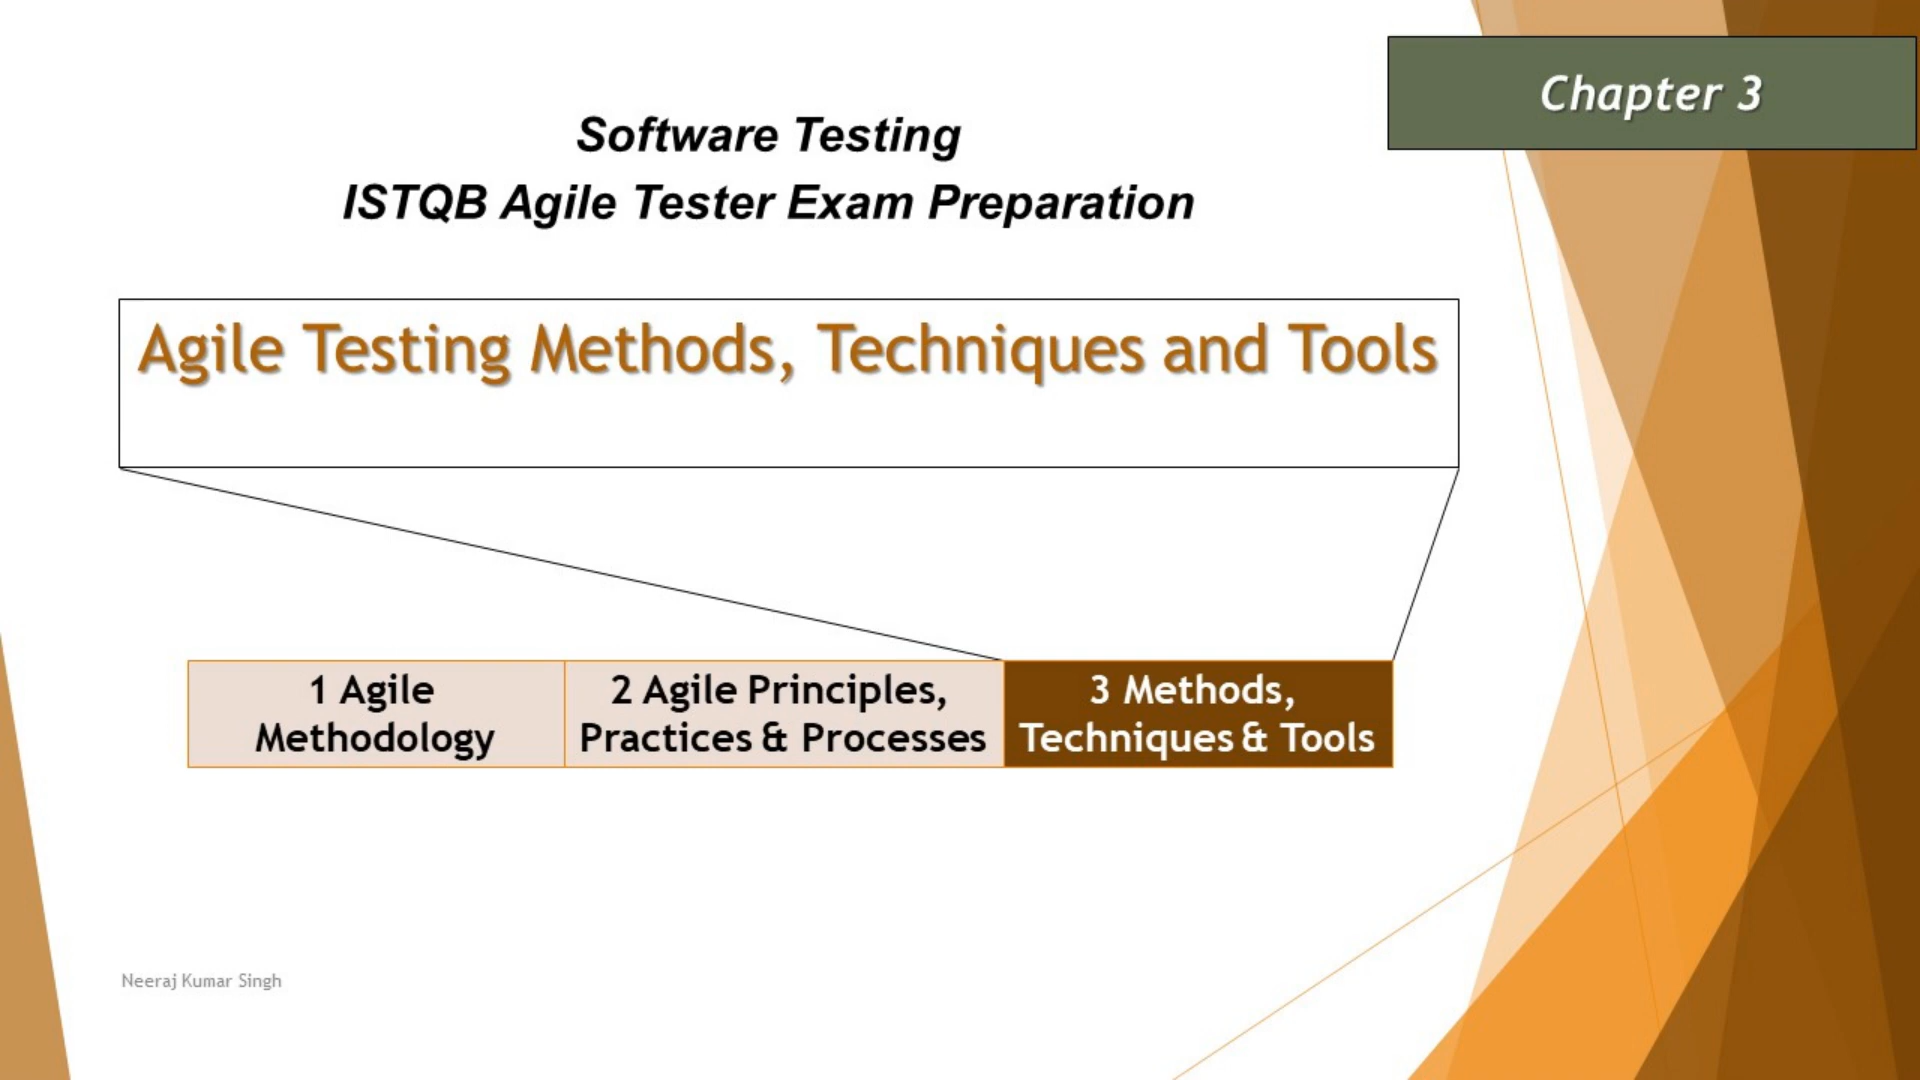 Chapter 3
Software Testing
ISTQB Agile Tester Exam Preparation
Agile Testing Methods, Techniques and Tools
1 Agile
Methodology
2 Agile Principles,
Practices & Processes
3 Methods,
Techniques & Tools
Neeraj Kumar Singh